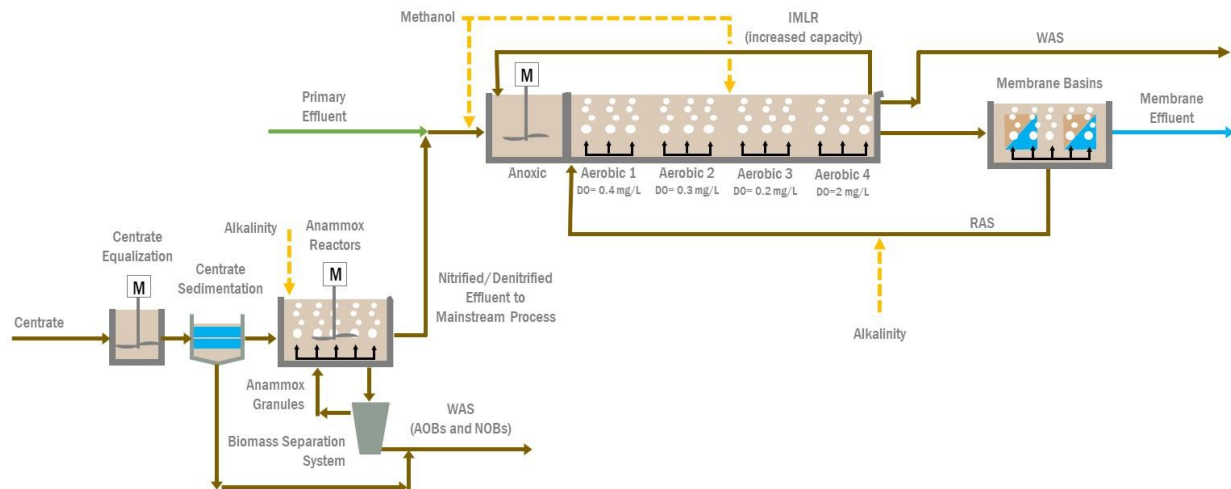 Methanol
IMLR
(increased capacity)
WAS
M
Membrane Basins
Primary
Effluent
Membrane
Effluent
Anoxic
Aerobic 1
DO= 0.4 mg/L
Aerobic 2
DO= 0.3 mg/L
Aerobic 3
DO= 0.2 mg/L
Aerobic 4
DO=2 mg/L
RAS
Alkalinity
Anammox
Reactors
Centrate
Equalization
M
Centrate
Sedimentation
M
Nitrified/Denitrified
Effluent to
Mainstream Process
Centrate
Alkalinity
Anammox
Granules
WAS
(AOBs and NOBs)
Biomass Separation
System